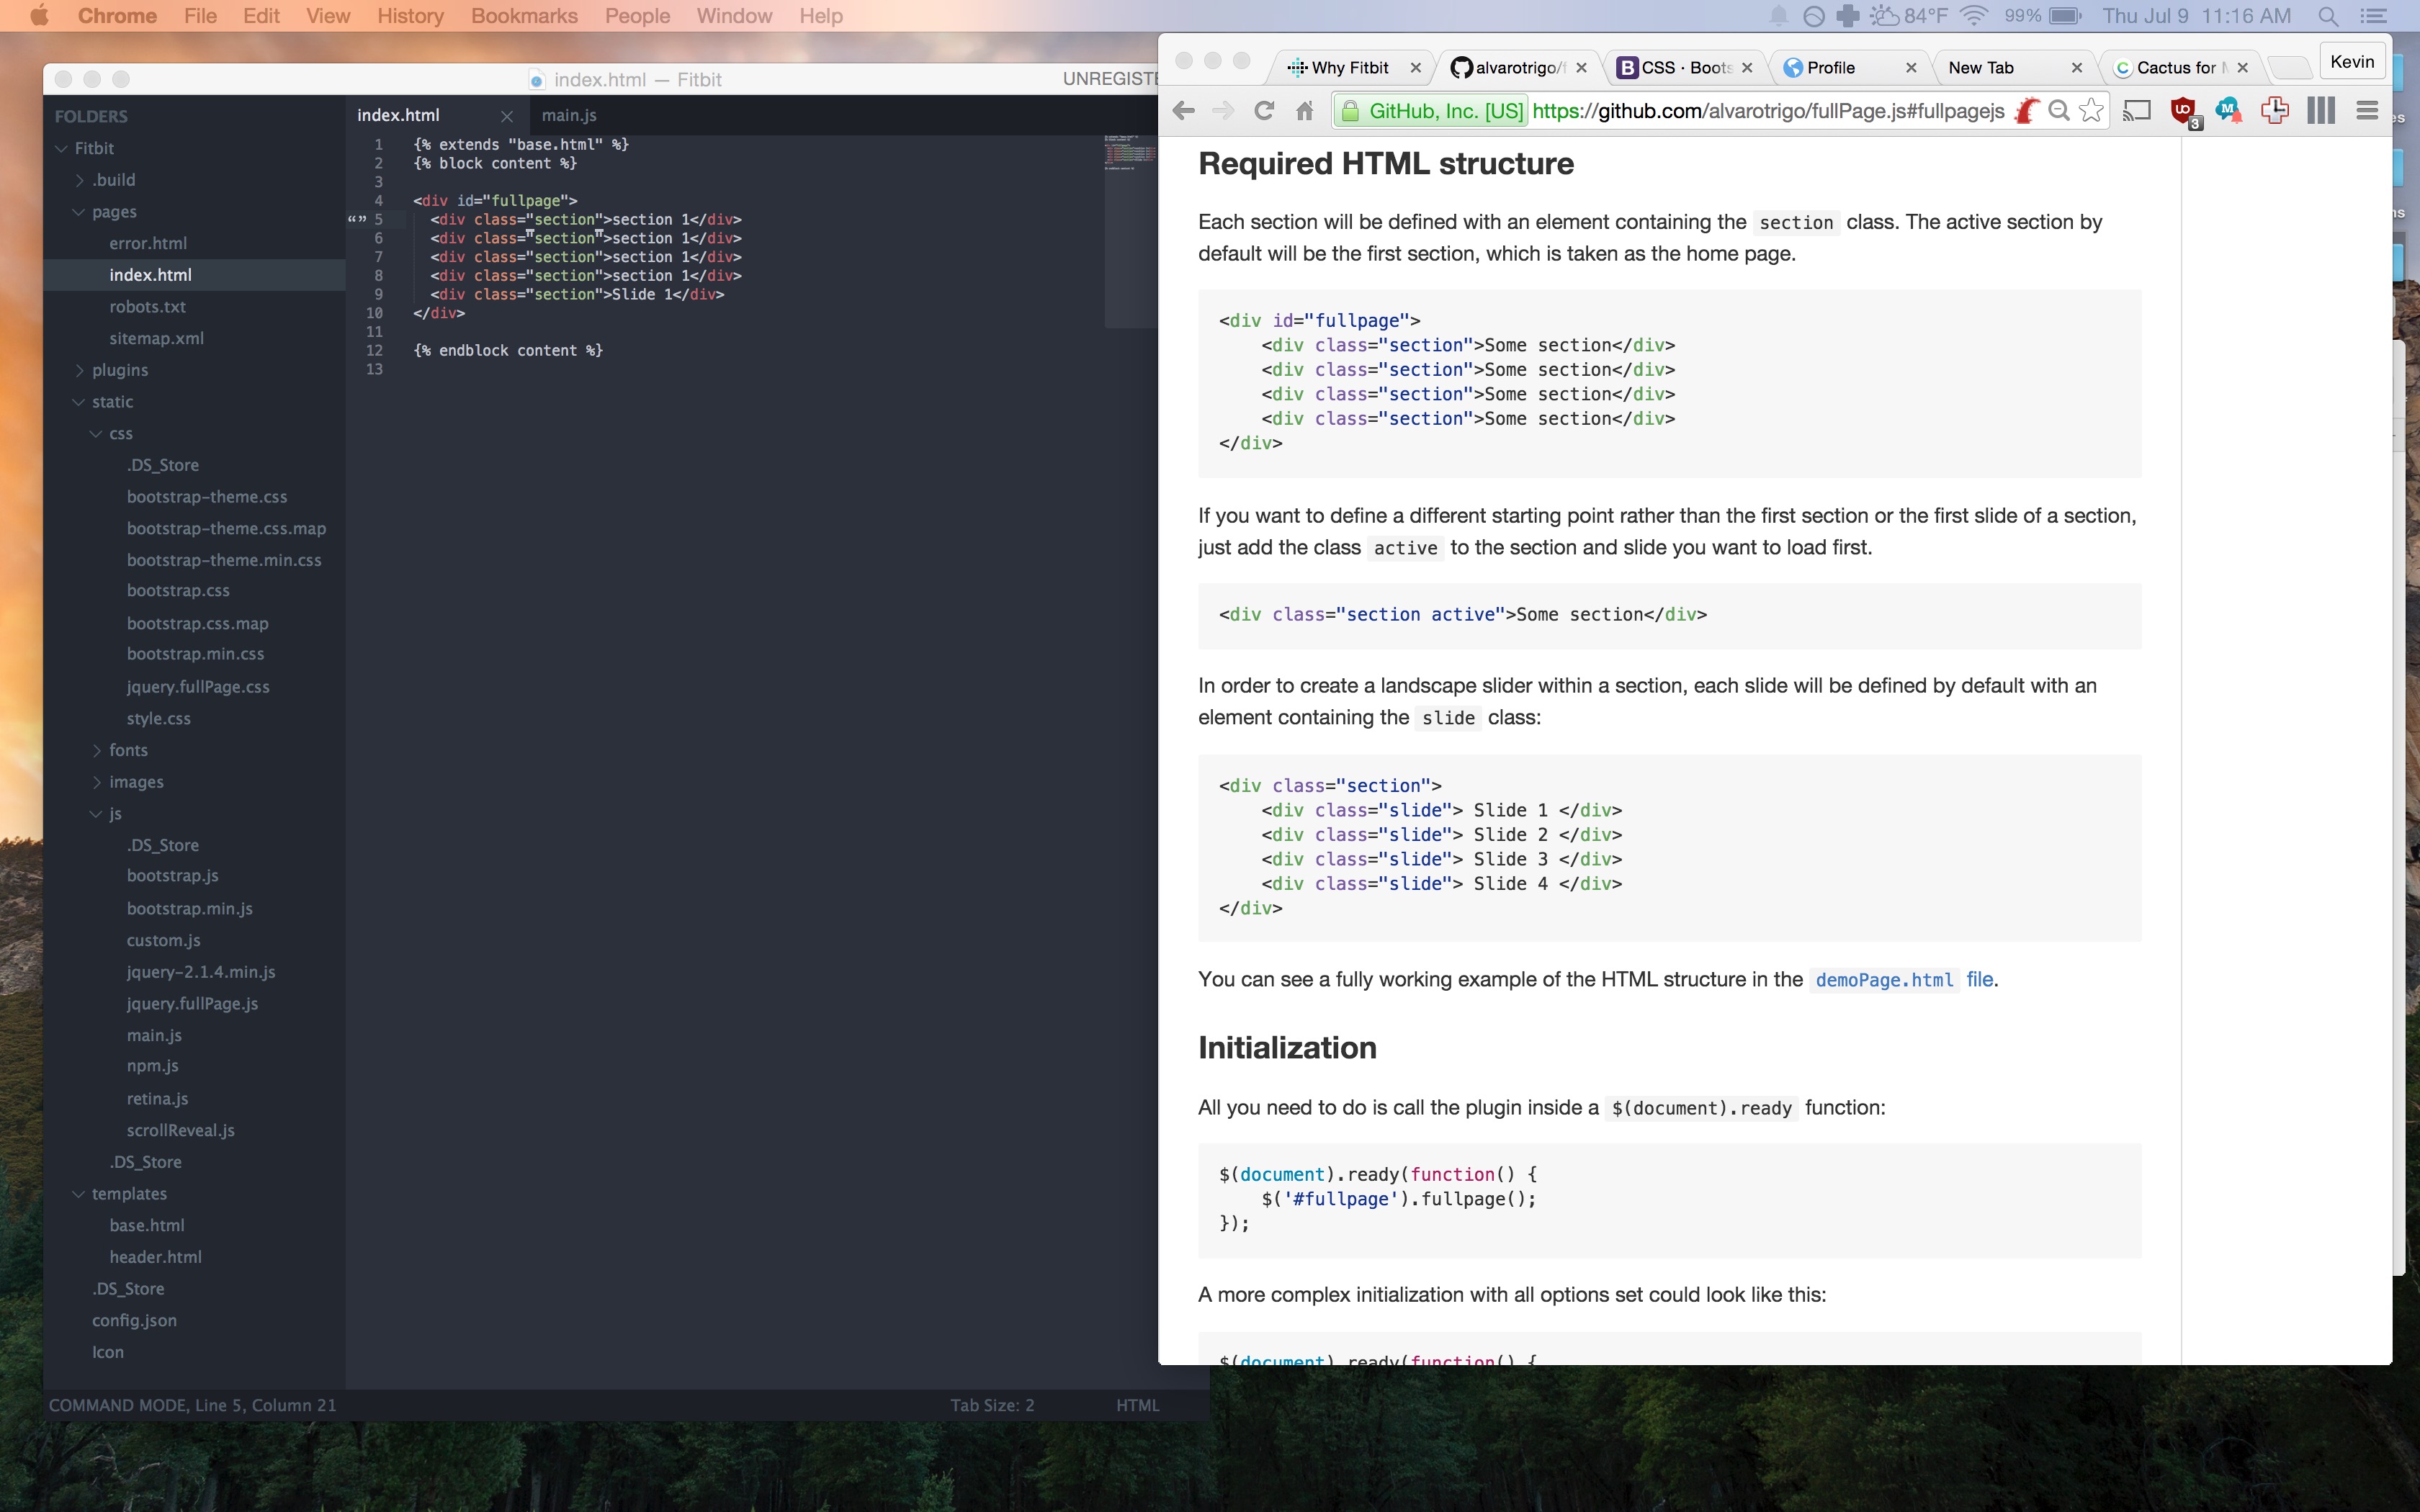 Chrome File Edit View History Bookmarks People Window Help
84°F 99% Thu Jul 9 11:16 AM
index.html — Fitbit
UNREGISTE
FOLDERS
Fitbit
.build
pages
error.html
index.html
robots.txt
sitemap.xml
plugins
static
css
.DS_Store
bootstrap-theme.css
bootstrap-theme.css.map
bootstrap-theme.min.css
bootstrap.css
bootstrap.css.map
bootstrap.min.css
jquery.fullPage.css
style.css
fonts
images
js
.DS_Store
bootstrap.js
bootstrap.min.js
custom.js
jquery-2.1.4.min.js
jquery.fullPage.js
main.js
npm.js
retina.js
scrollReveal.js
.DS_Store
templates
base.html
header.html
.DS_Store
config.json
Icon
index.html main.js
1 {% extends "base.html" %}
2 {% block content %}
3
4 <div id="fullpage">
“” 5 <div class="section">section 1</div>
6 <div class="section">section 1</div>
7 <div class="section">section 1</div>
8 <div class="section">section 1</div>
9 <div class="section">Slide 1</div>
10 </div>
11
12 {% endblock content %}
13
COMMAND MODE, Line 5, Column 21 Tab Size: 2 HTML
Why Fitbit alvarotrigo/f CSS · Boots Profile New Tab Cactus for M Kevin
GitHub, Inc. [US] https://github.com/alvarotrigo/fullPage.js#fullpagejs 3
Required HTML structure
Each section will be defined with an element containing the section class. The active section by
default will be the first section, which is taken as the home page.
<div id="fullpage">
<div class="section">Some section</div>
<div class="section">Some section</div>
<div class="section">Some section</div>
<div class="section">Some section</div>
</div>
If you want to define a different starting point rather than the first section or the first slide of a section,
just add the class active to the section and slide you want to load first.
<div class="section active">Some section</div>
In order to create a landscape slider within a section, each slide will be defined by default with an
element containing the slide class:
<div class="section">
<div class="slide"> Slide 1 </div>
<div class="slide"> Slide 2 </div>
<div class="slide"> Slide 3 </div>
<div class="slide"> Slide 4 </div>
</div>
You can see a fully working example of the HTML structure in the demoPage.html file.
Initialization
All you need to do is call the plugin inside a $(document).ready function:
$(document).ready(function() {
$('#fullpage').fullpage();
});
A more complex initialization with all options set could look like this:
$(document).ready(function() {